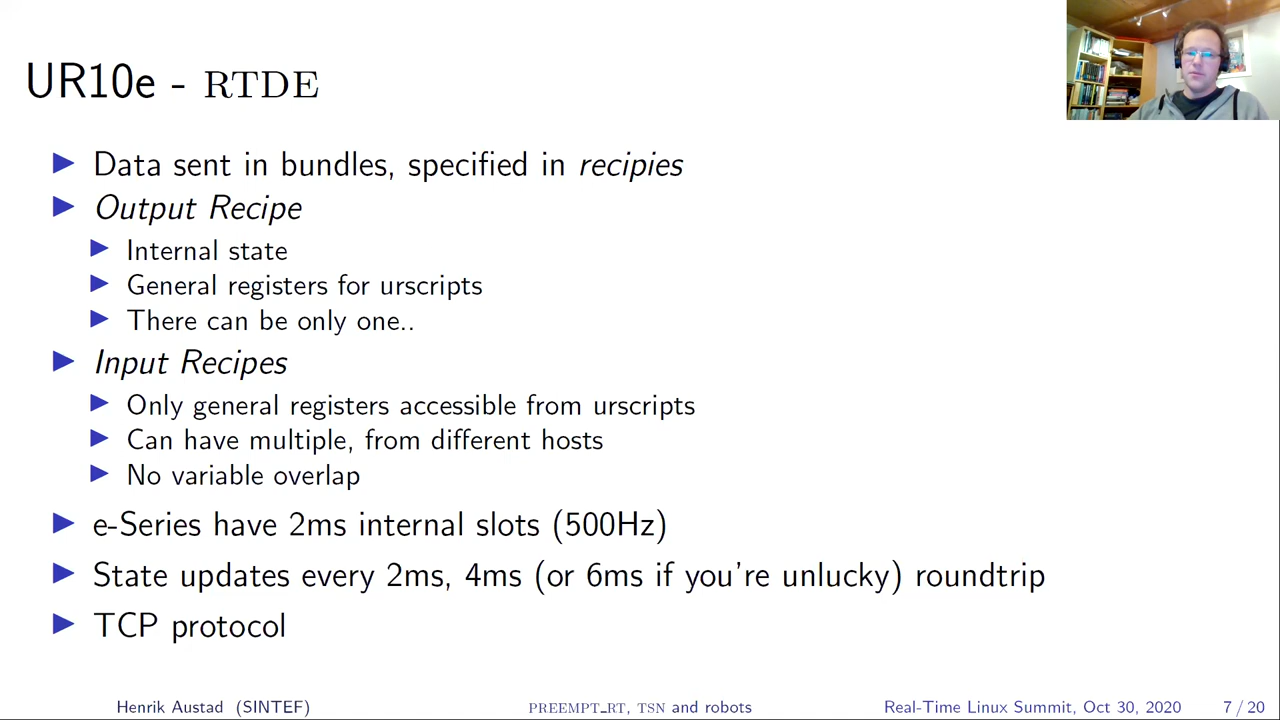 UR10e - RTDE
Data sent in bundles, specified in recipies
Output Recipe
Internal state
General registers for urscripts
There can be only one..
Input Recipes
Only general registers accessible from urscripts
Can have multiple, from different hosts
No variable overlap
e-Series have 2ms internal slots (500Hz)
State updates every 2ms, 4ms (or 6ms if you're unlucky) roundtrip
TCP protocol
Henrik Austad (SINTEF) PREEMPT_RT, TSN and robots Real-Time Linux Summit, Oct 30, 2020 7 / 20